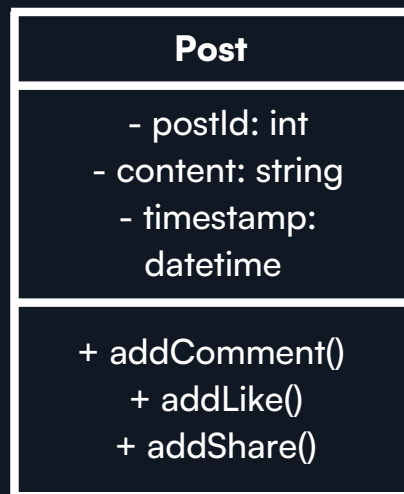 Post
- postId: int
- content: string
- timestamp:
datetime
+ addComment()
+ addLike()
+ addShare()